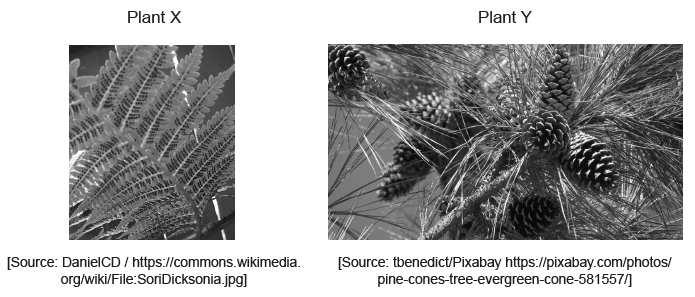 Plant X
Plant Y
[Source: DanielCD / https://commons.wikimedia.
org/wiki/File:SoriDicksonia.jpg]
[Source: tbenedict/Pixabay https://pixabay.com/photos/
pine-cones-tree-evergreen-cone-581557/]